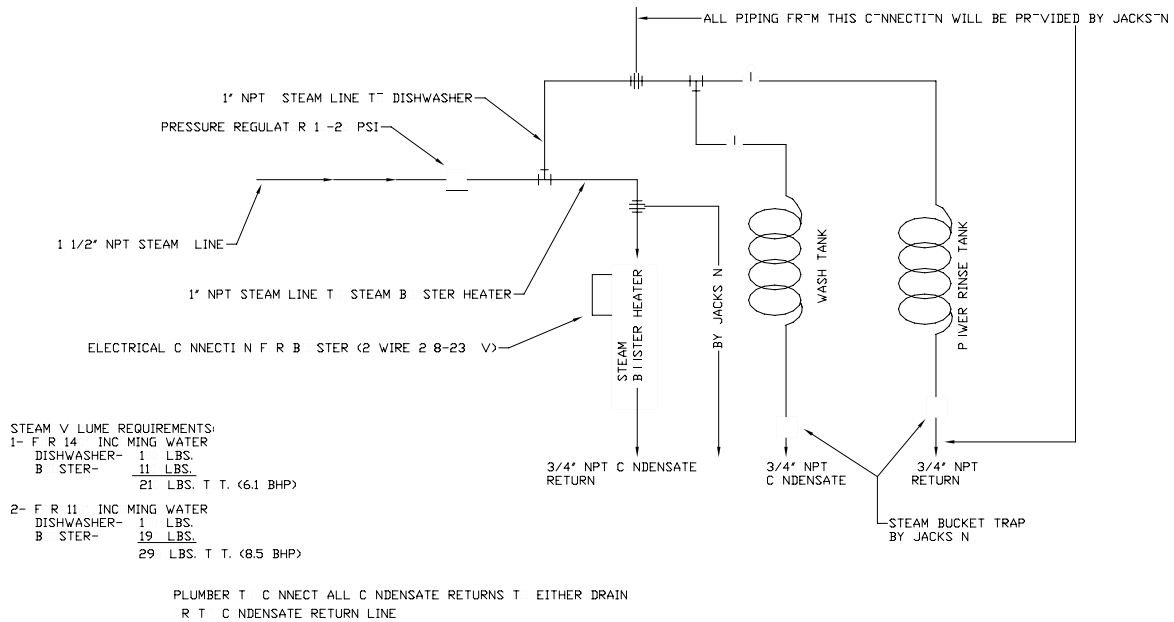 ALL PIPING FR M THIS C NNECTI N WILL BE PR VIDED BY JACKS N
1" NPT STEAM LINE T DISHWASHER
PRESSURE REGULAT R 1 -2 PSI
1 1/2" NPT STEAM LINE
1" NPT STEAM LINE T STEAM B STER HEATER
ELECTRICAL C NNECTI N F R B STER (2 WIRE 2 8-23 V)
STEAM
B STER HEATER
BY JACKS N
WASH TANK
P WER RINSE TANK
STEAM V LUME REQUIREMENTS:
1- F R 14 INC MING WATER
DISHWASHER- 1 LBS.
B STER- 11 LBS.
21 LBS. T T. (6.1 BHP)
2- F R 11 INC MING WATER
DISHWASHER- 1 LBS.
B STER- 19 LBS.
29 LBS. T T. (8.5 BHP)
3/4" NPT C NDENSATE
RETURN
3/4" NPT
C NDENSATE
3/4" NPT
RETURN
STEAM BUCKET TRAP
BY JACKS N
PLUMBER T C NNECT ALL C NDENSATE RETURNS T EITHER DRAIN
R T C NDENSATE RETURN LINE